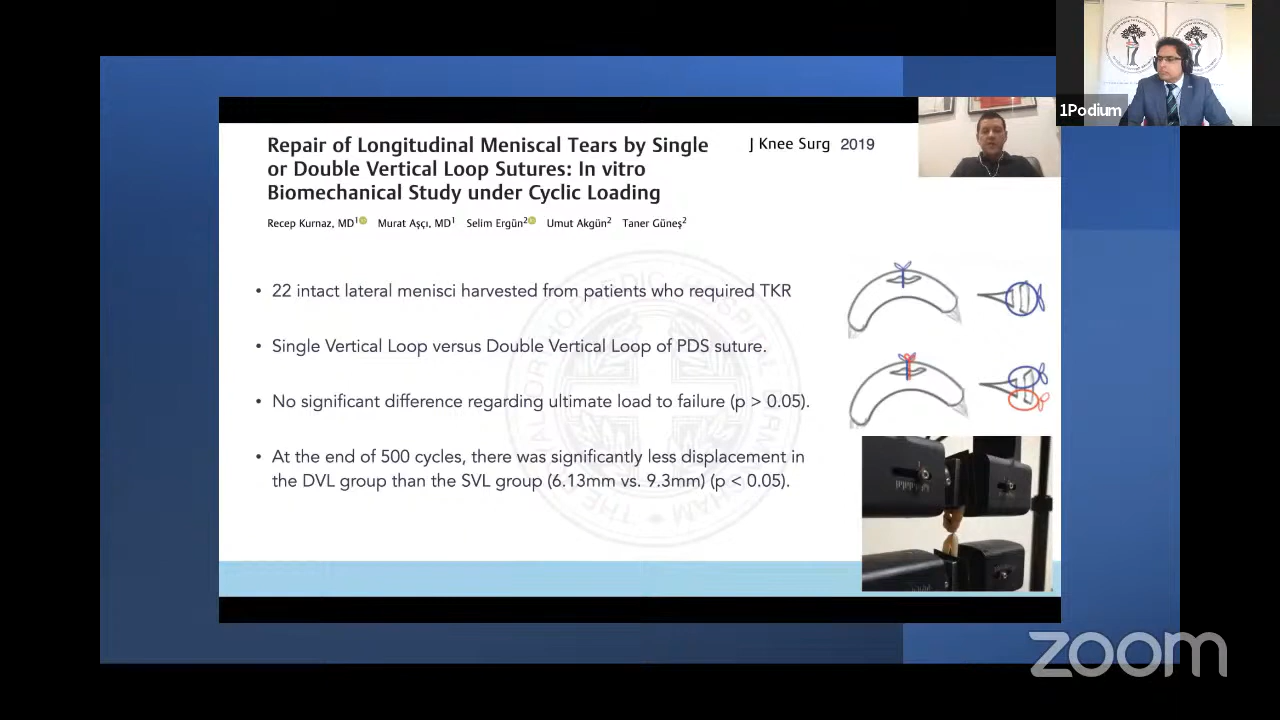 1Podium
Repair of Longitudinal Meniscal Tears by Single
or Double Vertical Loop Sutures: In vitro
Biomechanical Study under Cyclic Loading
J Knee Surg 2019
Recep Kurnaz, MD¹ Murat Aşçı, MD¹ Selim Ergün² Umut Akgün² Taner Güneş²
• 22 intact lateral menisci harvested from patients who required TKR
• Single Vertical Loop versus Double Vertical Loop of PDS suture.
• No significant difference regarding ultimate load to failure (p > 0.05).
• At the end of 500 cycles, there was significantly less displacement in
the DVL group than the SVL group (6.13mm vs. 9.3mm) (p < 0.05).
zoom